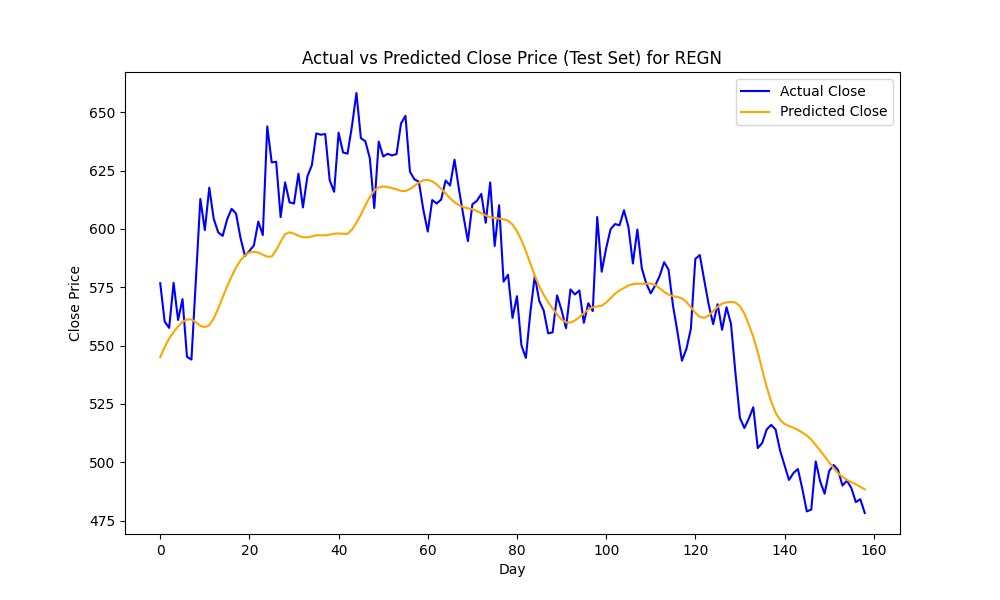 Actual vs Predicted Close Price (Test Set) for REGN
Actual Close
Predicted Close
Close Price
650
625
600
575
550
525
500
475
0 20 40 60 80 100 120 140 160
Day